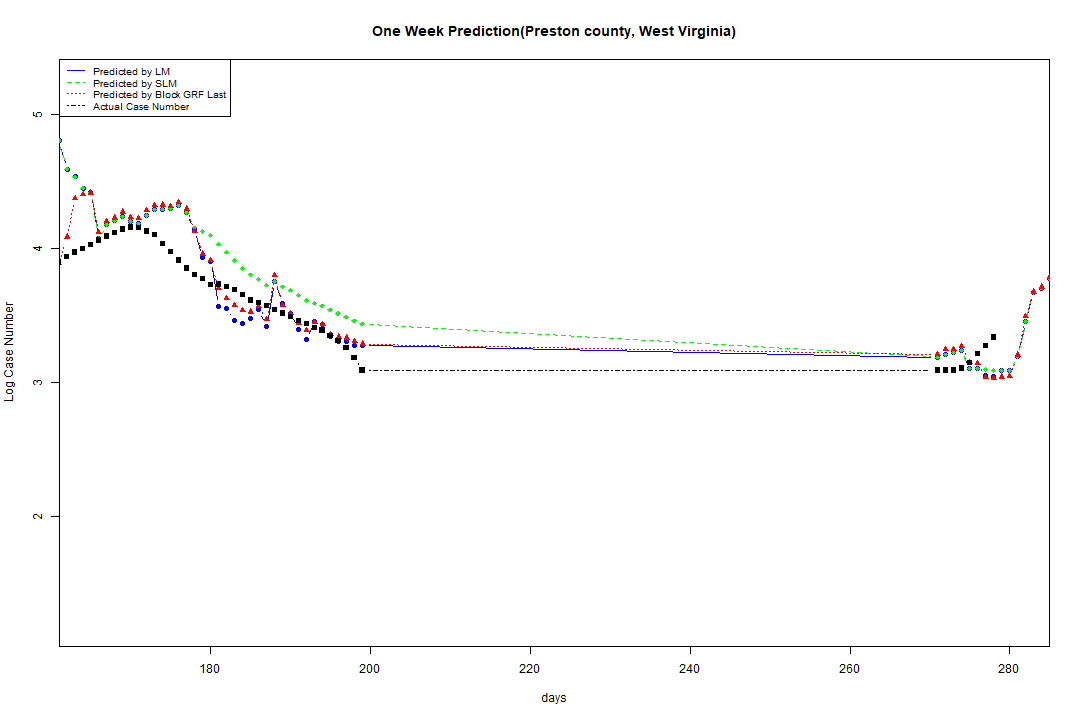 One Week Prediction(Preston county, West Virginia)
Predicted by LM
Predicted by SLM
Predicted by Block GRF Last
Actual Case Number
5
4
3
2
Log Case Number
180 200 220 240 260 280
days